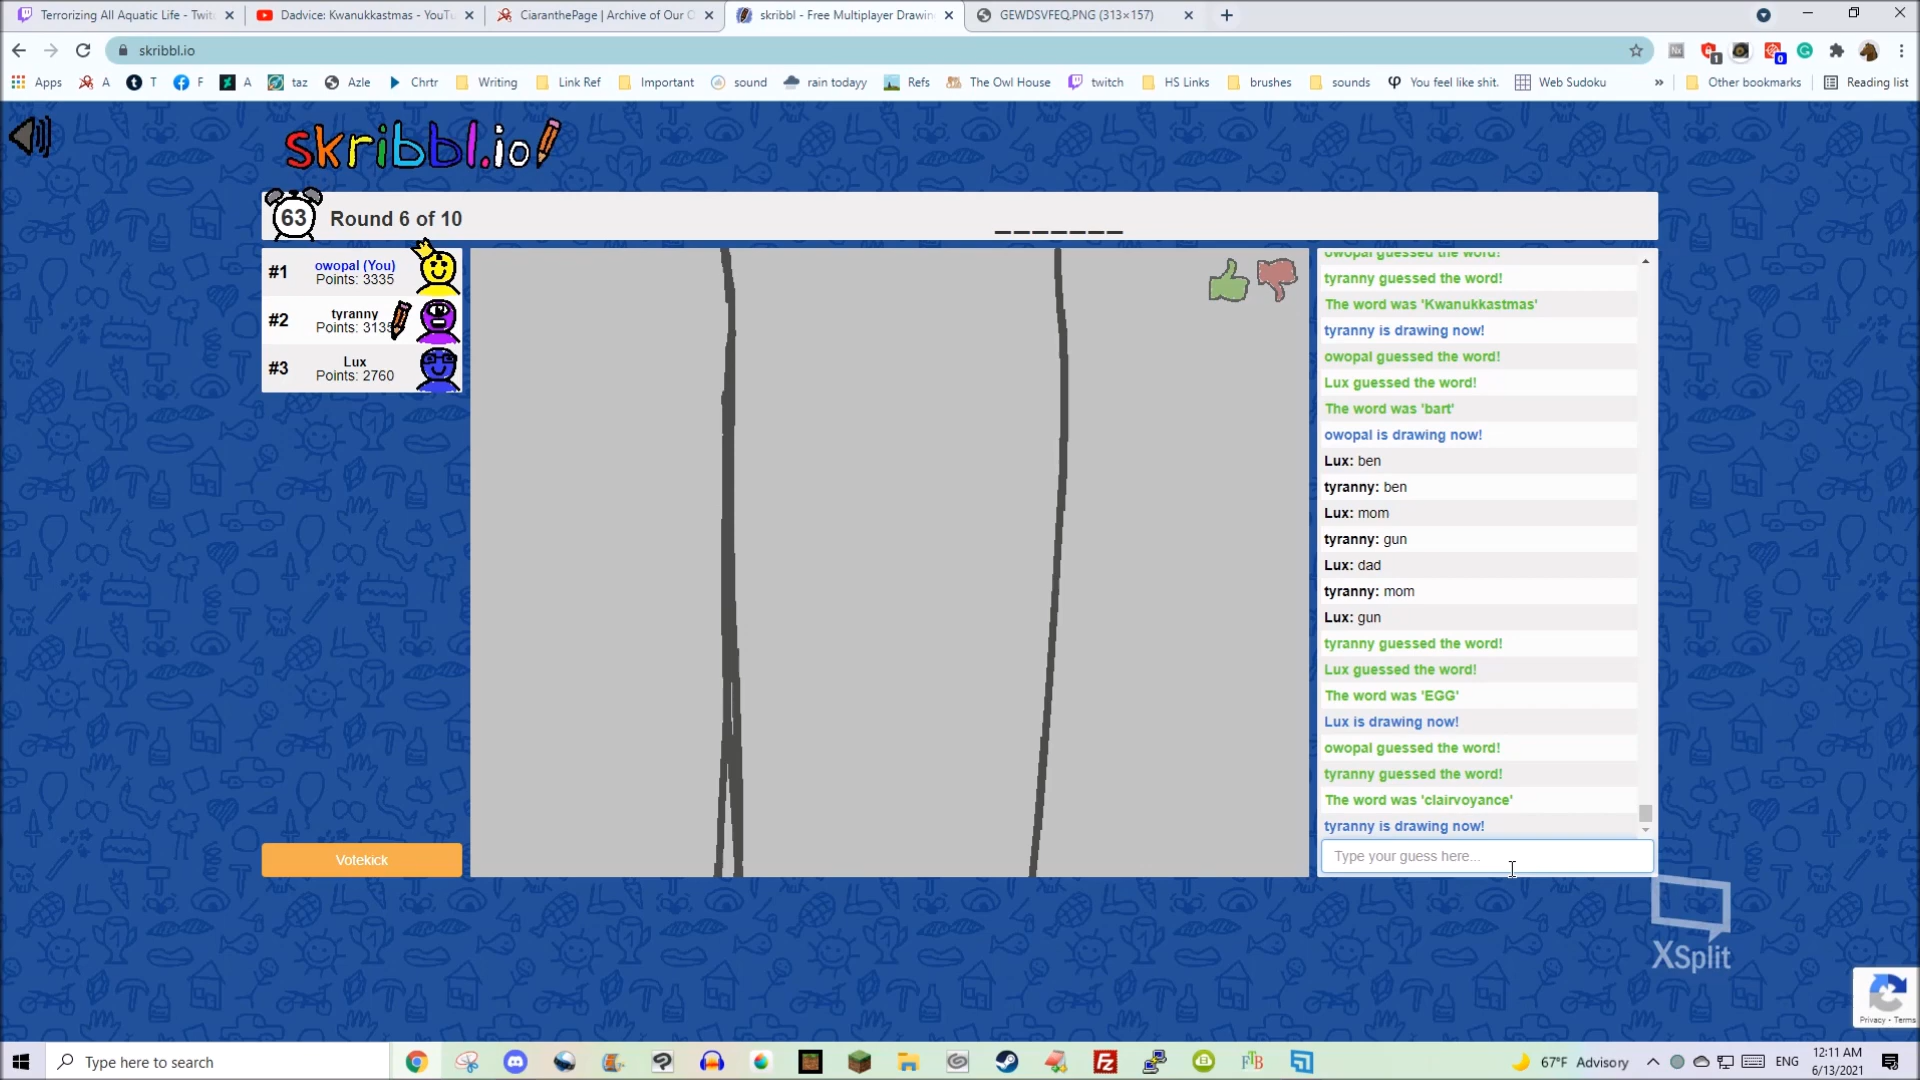 Terrorizing All Aquatic Life - Twit
Dadvice: Kwanukkastmas - YouTu
CiaranthePage | Archive of Our O
skribbl - Free Multiplayer Drawin
GEWDSVFEQ.PNG (313×157)
skribbl.io
Apps
A
T
F
A
taz
Azle
Chrtr
Writing
Link Ref
Important
sound
rain todayy
Refs
The Owl House
twitch
HS Links
brushes
sounds
You feel like shit.
Web Sudoku
»
Other bookmarks
Reading list
skribbl.io
63
Round 6 of 10
_______
#1
owopal (You)
Points: 3335
#2
tyranny
Points: 3135
#3
Lux
Points: 2760
Votekick
owopal guessed the word!
tyranny guessed the word!
The word was 'Kwanukkastmas'
tyranny is drawing now!
owopal guessed the word!
Lux guessed the word!
The word was 'bart'
owopal is drawing now!
Lux: ben
tyranny: ben
Lux: mom
tyranny: gun
Lux: dad
tyranny: mom
Lux: gun
tyranny guessed the word!
Lux guessed the word!
The word was 'EGG'
Lux is drawing now!
owopal guessed the word!
tyranny guessed the word!
The word was 'clairvoyance'
tyranny is drawing now!
Type your guess here...
XSplit
Privacy - Terms
Type here to search
67°F Advisory
ENG
12:11 AM
6/13/2021